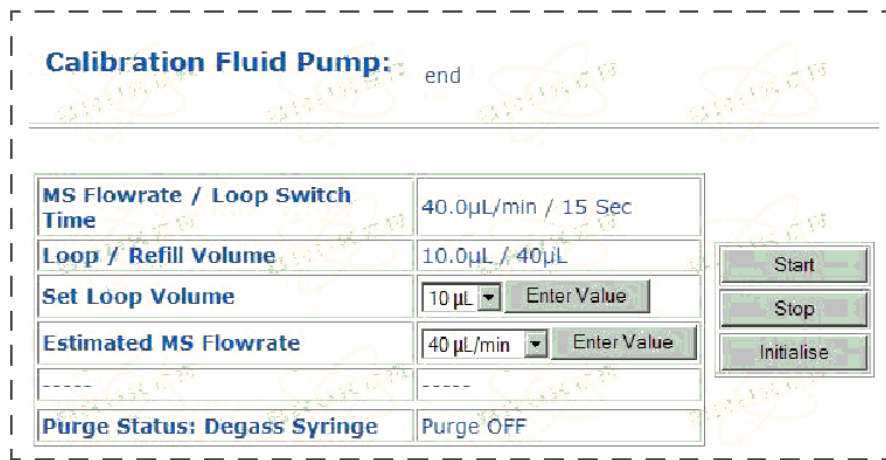 Calibration Fluid Pump: end
MS Flowrate / Loop Switch Time 40.0µL/min / 15 Sec
Loop / Refill Volume 10.0µL / 40µL
Set Loop Volume 10 µL Enter Value
Estimated MS Flowrate 40 µL/min Enter Value
----- -----
Purge Status: Degass Syringe Purge OFF
Start
Stop
Initialise